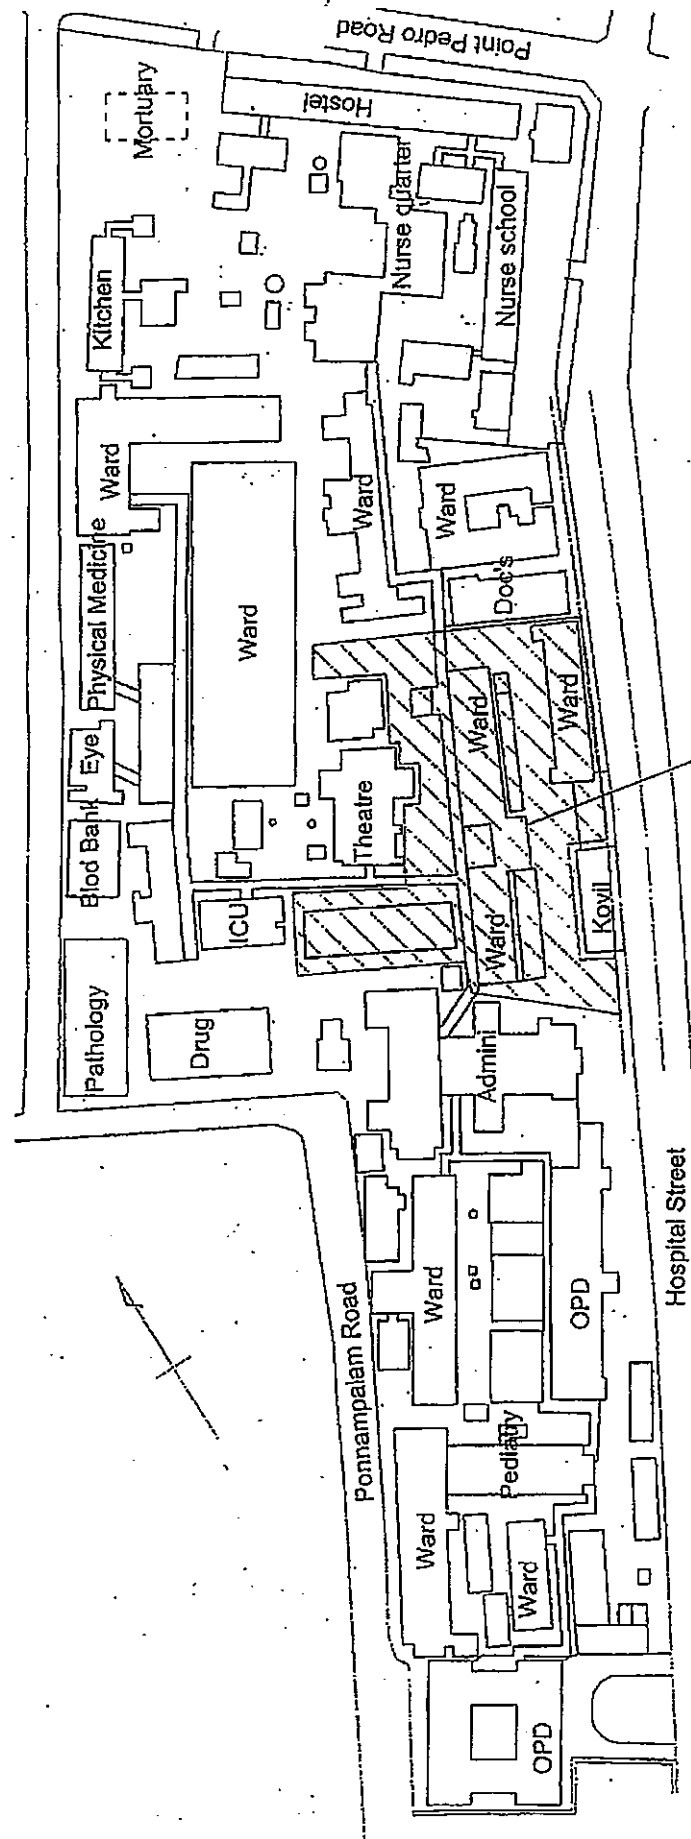 Point Pedro Road
Mortuary
Hostel
Kitchen
Nurse quarter
Nurse school
Ward
Physical Medicine
Ward
Ward
Ward
Doc's
Eye
Blod Bank
Theatre
Ward
Ward
ICU
Ward
Kovil
Pathology
Drug
Admini
Ponnampalam Road
Ward
OPD
Hospital Street
Ward
Pediatry
Ward
OPD